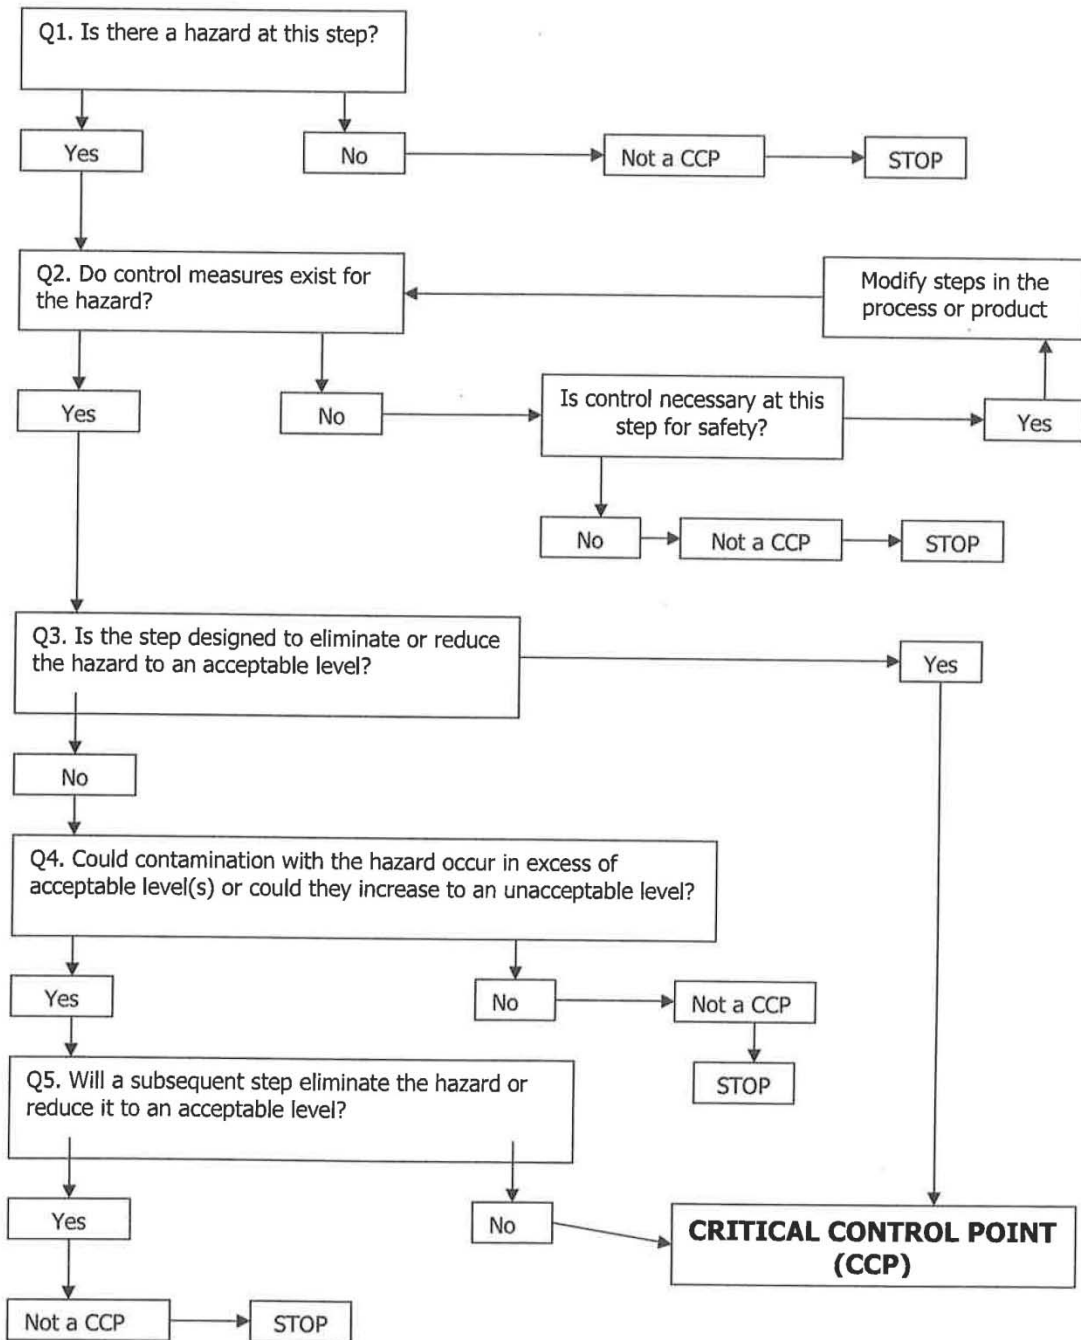 Q1. Is there a hazard at this step?
Yes
No
Not a CCP
STOP
Q2. Do control measures exist for
the hazard?
Modify steps in the
process or product
Yes
No
Is control necessary at this
step for safety?
Yes
No
Not a CCP
STOP
Q3. Is the step designed to eliminate or reduce
the hazard to an acceptable level?
Yes
No
Q4. Could contamination with the hazard occur in excess of
acceptable level(s) or could they increase to an unacceptable level?
Yes
No
Not a CCP
STOP
Q5. Will a subsequent step eliminate the hazard or
reduce it to an acceptable level?
Yes
No
CRITICAL CONTROL POINT
(CCP)
Not a CCP
STOP